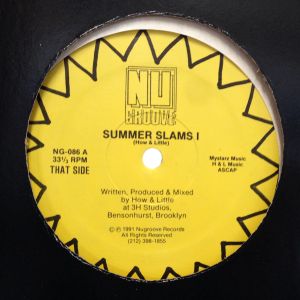 NU
GROOVE
SUMMER SLAMS I
(How & Little)
NG-086 A
33⅓ RPM
THAT SIDE
Mystarz Music
H & L Music
ASCAP
Written, Produced & Mixed
by How & Little
at 3H Studios,
Bensonhurst, Brooklyn
© ℗ 1991 Nugroove Records
All Rights Reserved
(212) 398-1855